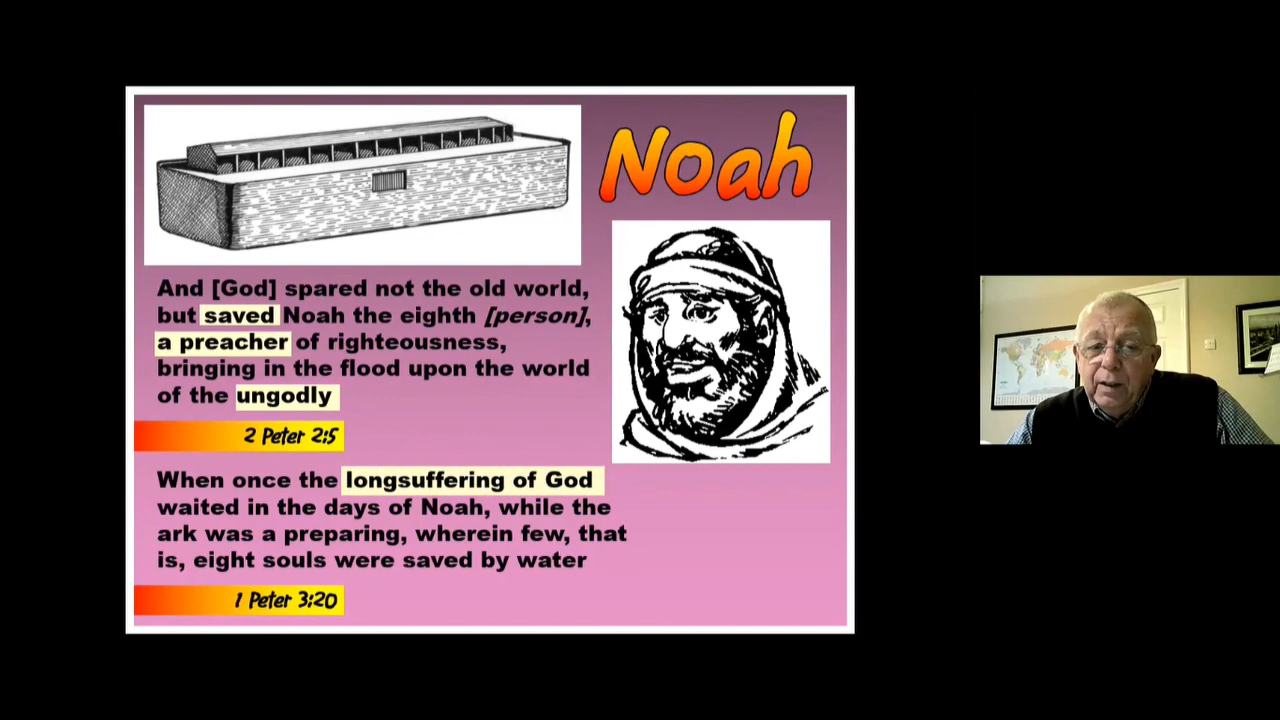 Noah
And [God] spared not the old world,
but saved Noah the eighth [person],
a preacher of righteousness,
bringing in the flood upon the world
of the ungodly
2 Peter 2:5
When once the longsuffering of God
waited in the days of Noah, while the
ark was a preparing, wherein few, that
is, eight souls were saved by water
1 Peter 3:20